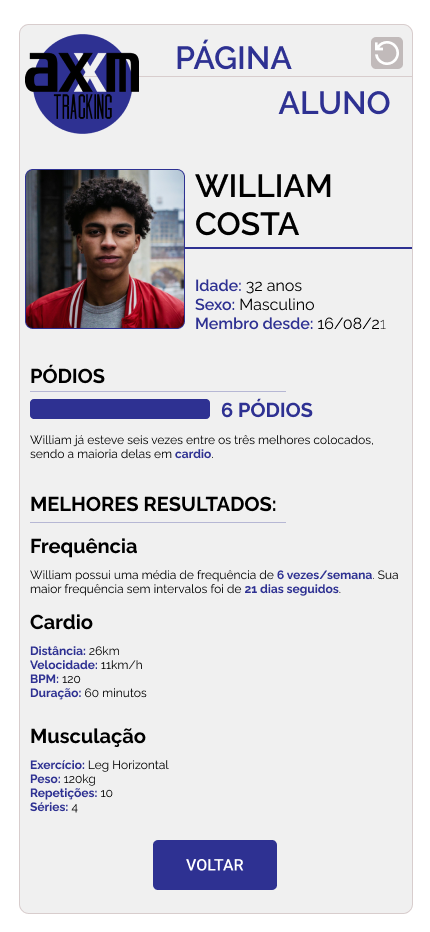 axxm
TRACKING
PÁGINA
ALUNO
WILLIAM
COSTA
Idade: 32 anos
Sexo: Masculino
Membro desde: 16/08/21
PÓDIOS
6 PÓDIOS
William já esteve seis vezes entre os três melhores colocados,
sendo a maioria delas em cardio.
MELHORES RESULTADOS:
Frequência
William possui uma média de frequência de 6 vezes/semana. Sua
maior frequência sem intervalos foi de 21 dias seguidos.
Cardio
Distância: 26km
Velocidade: 11km/h
BPM: 120
Duração: 60 minutos
Musculação
Exercício: Leg Horizontal
Peso: 120kg
Repetições: 10
Séries: 4
VOLTAR